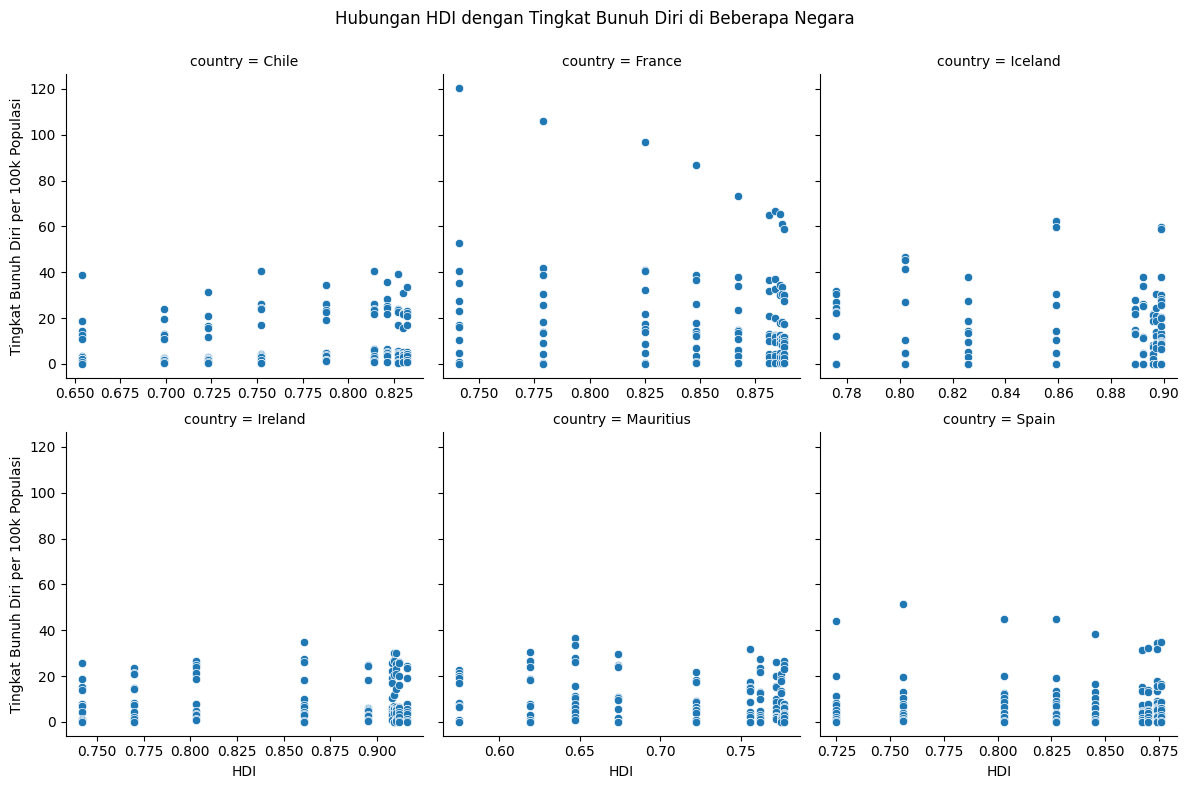 Hubungan HDI dengan Tingkat Bunuh Diri di Beberapa Negara
country = Chile
country = France
country = Iceland
Tingkat Bunuh Diri per 100k Populasi
120
100
80
60
40
20
0
0.650 0.675 0.700 0.725 0.750 0.775 0.800 0.825
0.750 0.775 0.800 0.825 0.850 0.875
0.78 0.80 0.82 0.84 0.86 0.88 0.90
country = Ireland
country = Mauritius
country = Spain
Tingkat Bunuh Diri per 100k Populasi
120
100
80
60
40
20
0
0.750 0.775 0.800 0.825 0.850 0.875 0.900
0.60 0.65 0.70 0.75
0.725 0.750 0.775 0.800 0.825 0.850 0.875
HDI
HDI
HDI